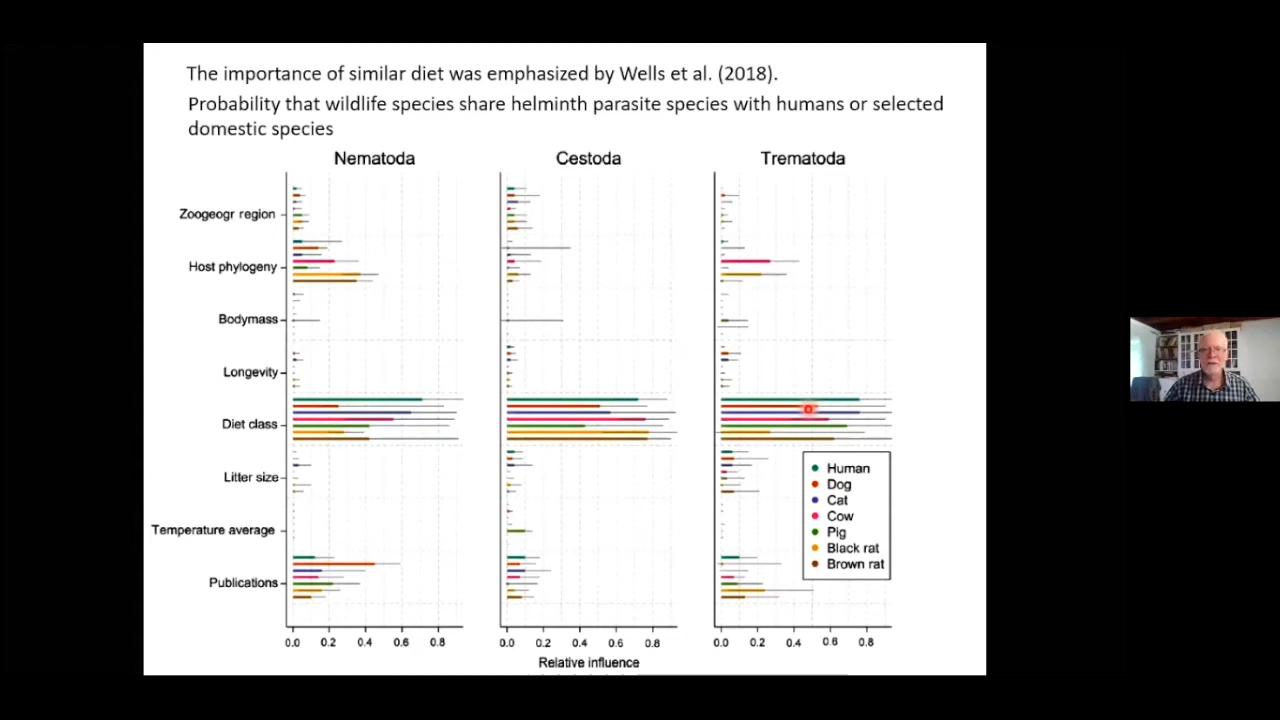 The importance of similar diet was emphasized by Wells et al. (2018).
Probability that wildlife species share helminth parasite species with humans or selected
domestic species
Nematoda
Cestoda
Trematoda
Zoogeogr region
Host phylogeny
Bodymass
Longevity
Diet class
Litter size
Temperature average
Publications
Human
Dog
Cat
Cow
Pig
Black rat
Brown rat
0.0 0.2 0.4 0.6 0.8
0.0 0.2 0.4 0.6 0.8
0.0 0.2 0.4 0.6 0.8
Relative influence